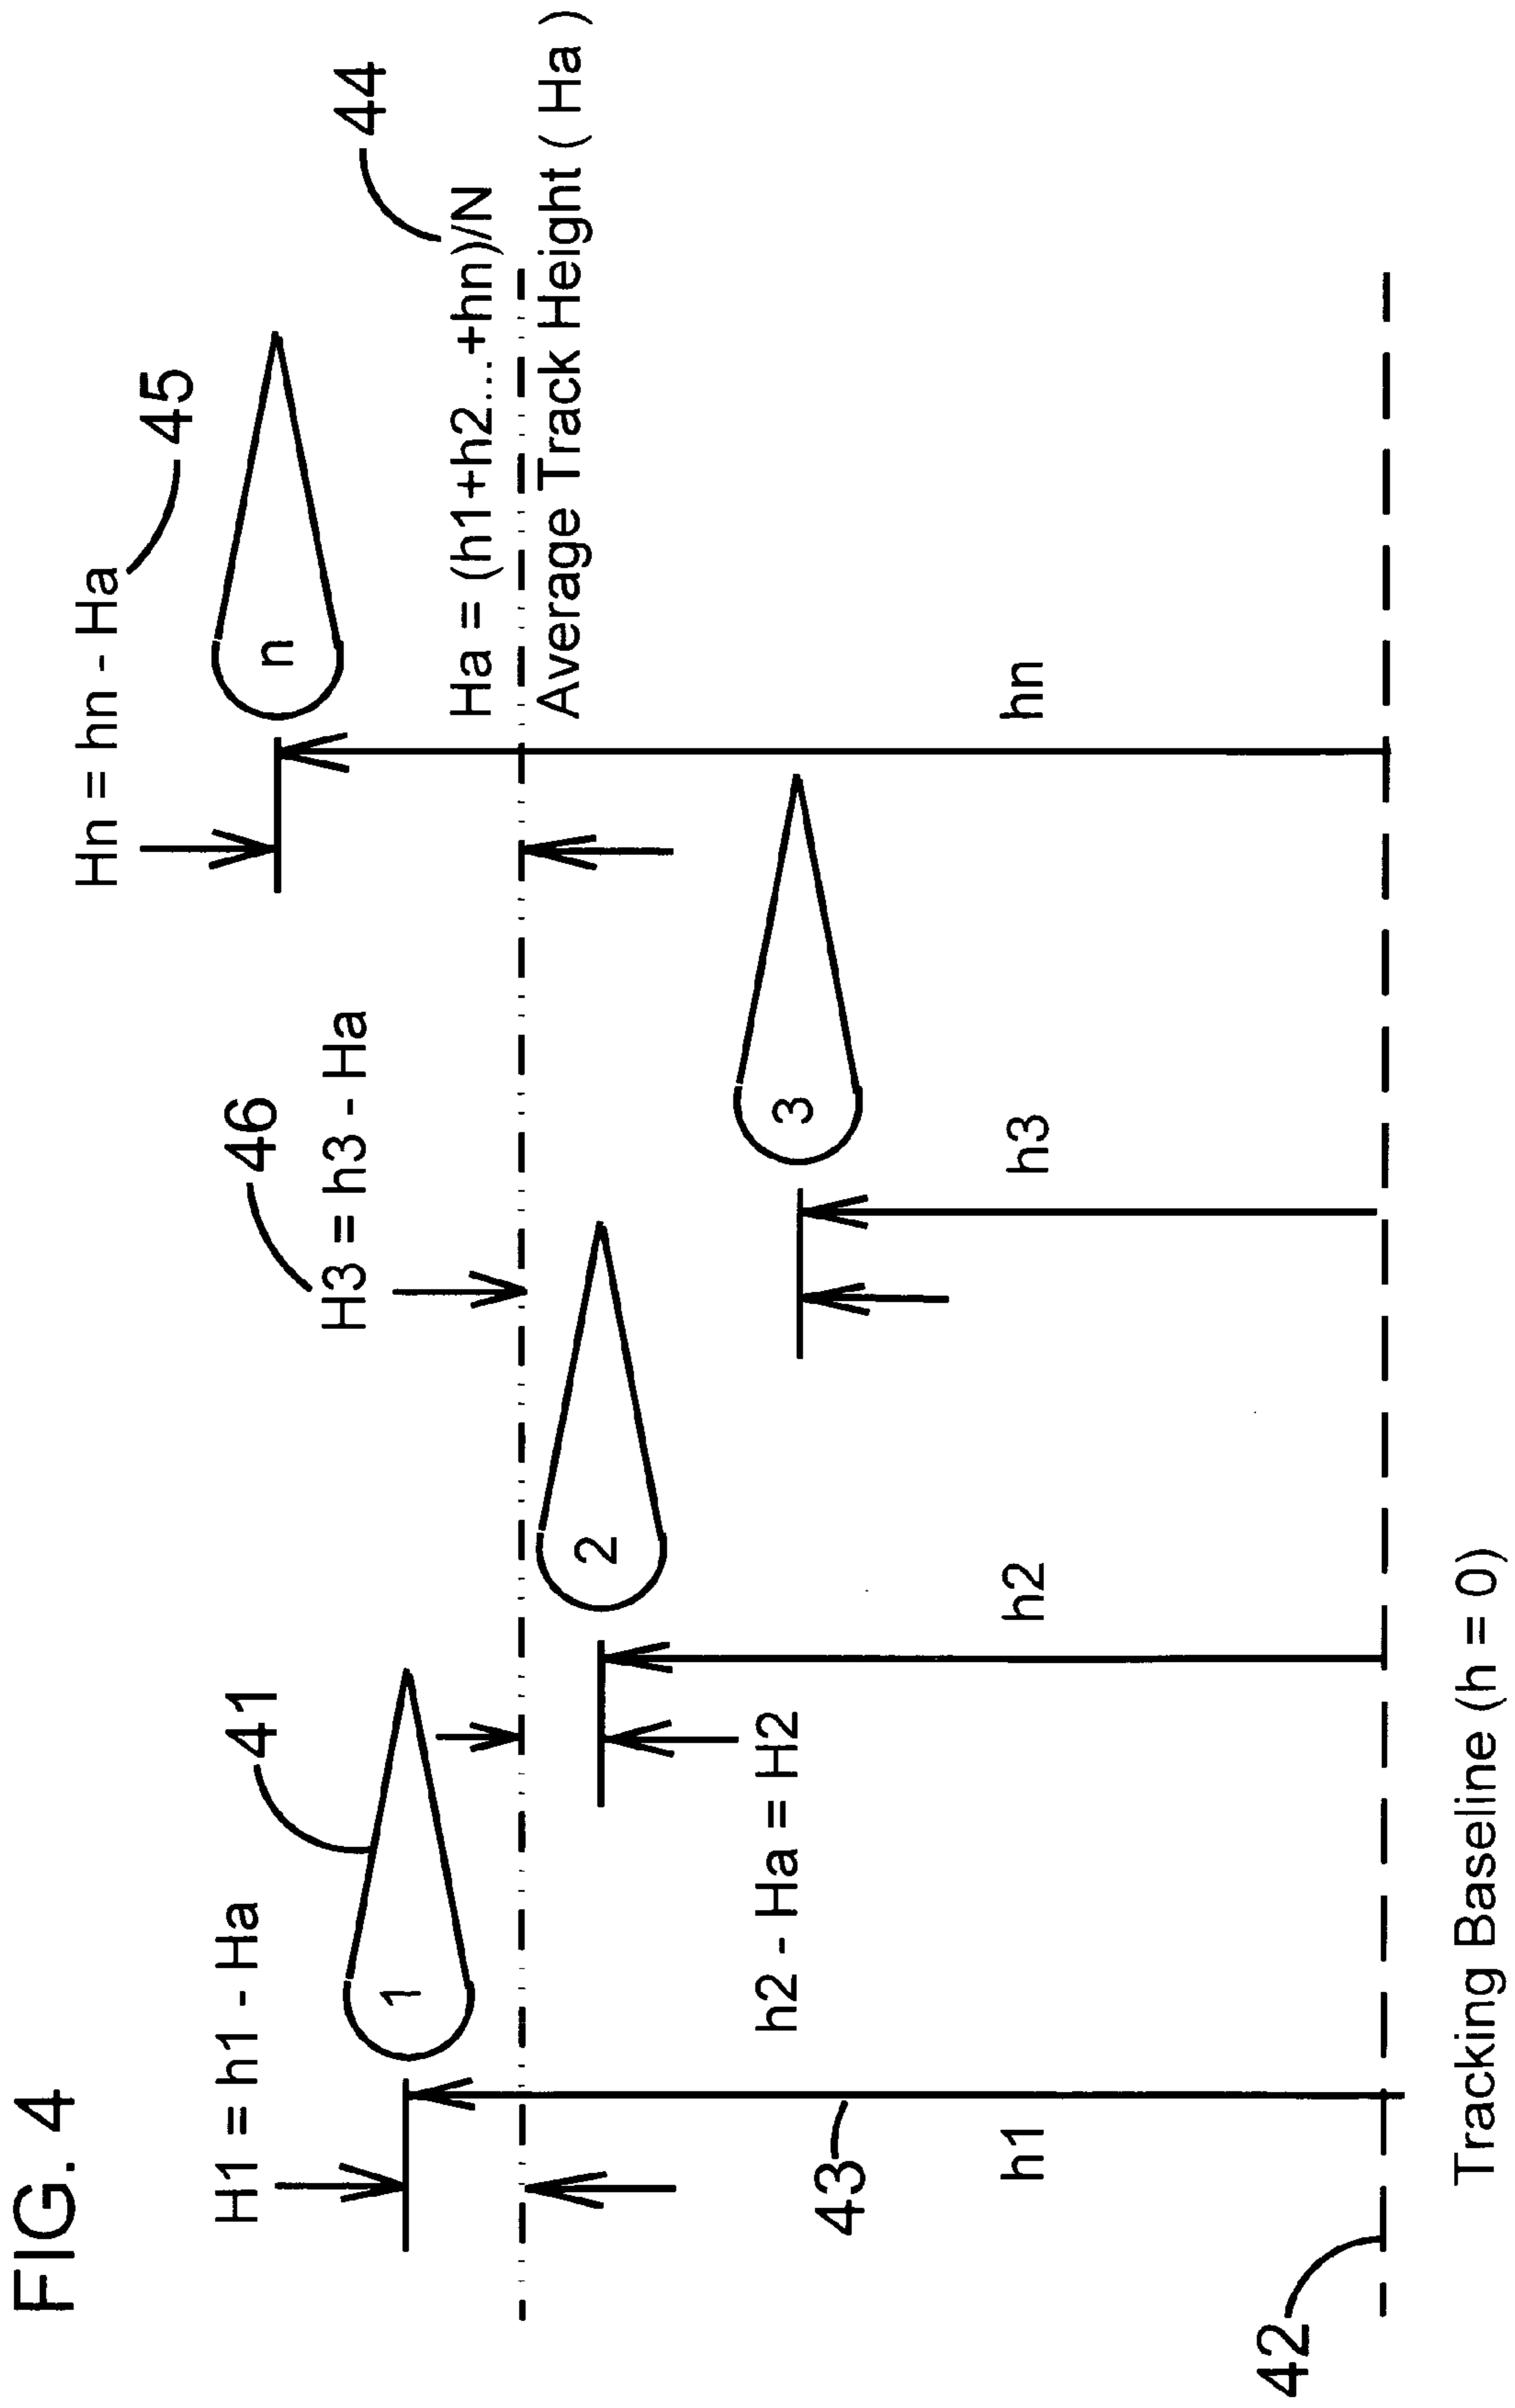 FIG. 4
Hn = hn - Ha
45
44
46
H3 = h3 - Ha
41
H1 = h1 - Ha
n
Ha = (h1+h2...+hn)/N
Average Track Height ( Ha )
1
2
3
h2 - Ha = H2
43
h1
h2
h3
hn
42
Tracking Baseline (h = 0)